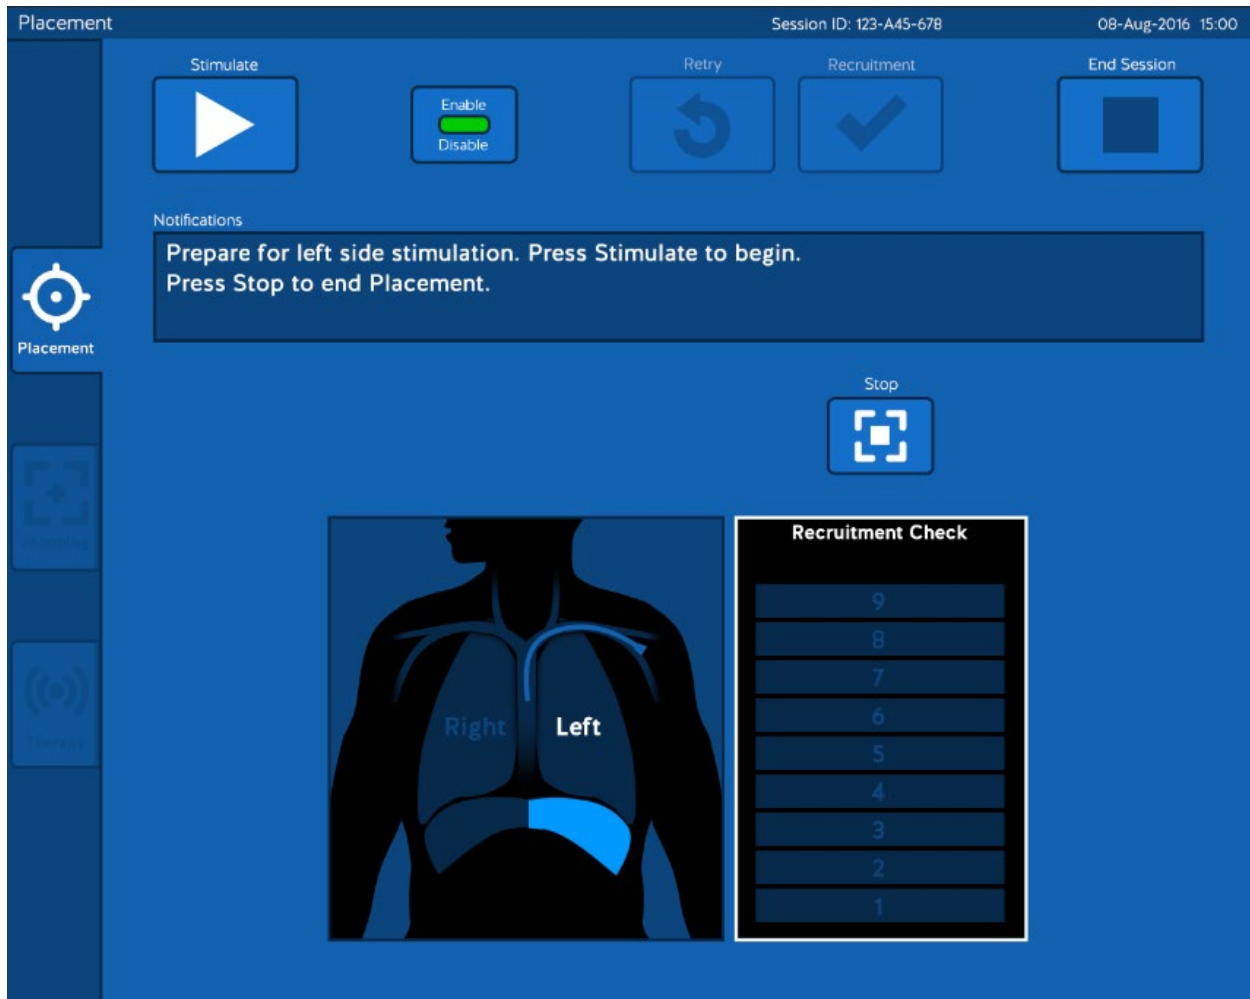 Placement
Session ID: 123-A45-678
08-Aug-2016 15:00
Stimulate
Enable
Disable
Retry
Recruitment
End Session
Notifications
Prepare for left side stimulation. Press Stimulate to begin.
Press Stop to end Placement.
Placement
Stop
Mapping
Therapy
Right
Left
Recruitment Check
9
8
7
6
5
4
3
2
1